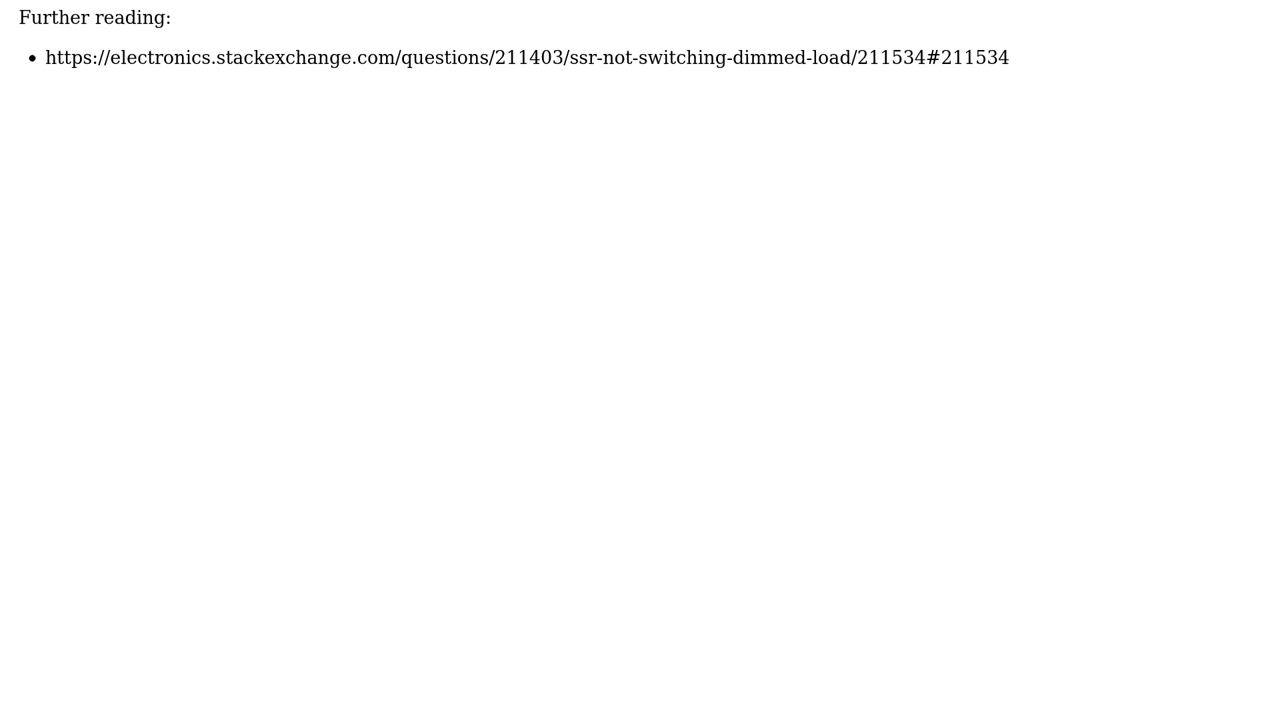 Further reading:
• https://electronics.stackexchange.com/questions/211403/ssr-not-switching-dimmed-load/211534#211534